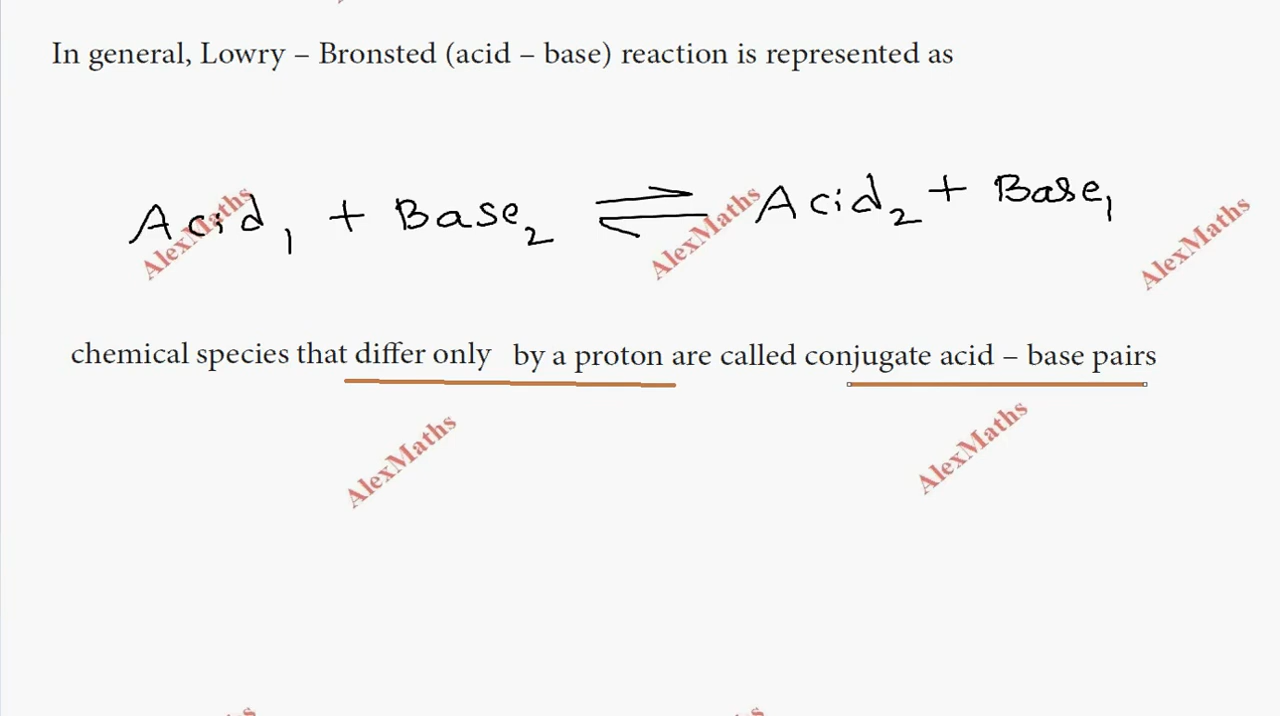 In general, Lowry – Bronsted (acid – base) reaction is represented as
Acid₁ + Base₂ ⇌ Acid₂ + Base₁
AlexMaths AlexMaths AlexMaths
chemical species that differ only by a proton are called conjugate acid – base pairs
AlexMaths AlexMaths